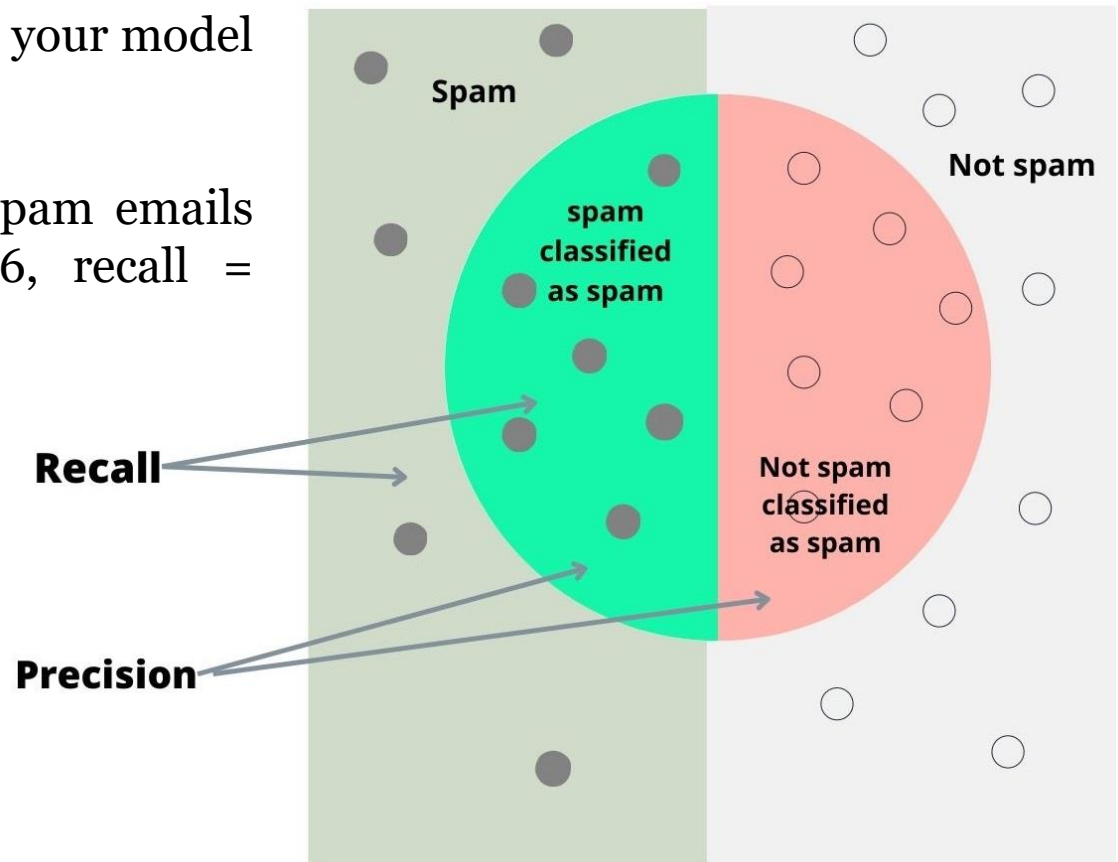 your model
Spam
Not spam
pam emails
6, recall =
spam
classified
as spam
Recall
Not spam
classified
as spam
Precision